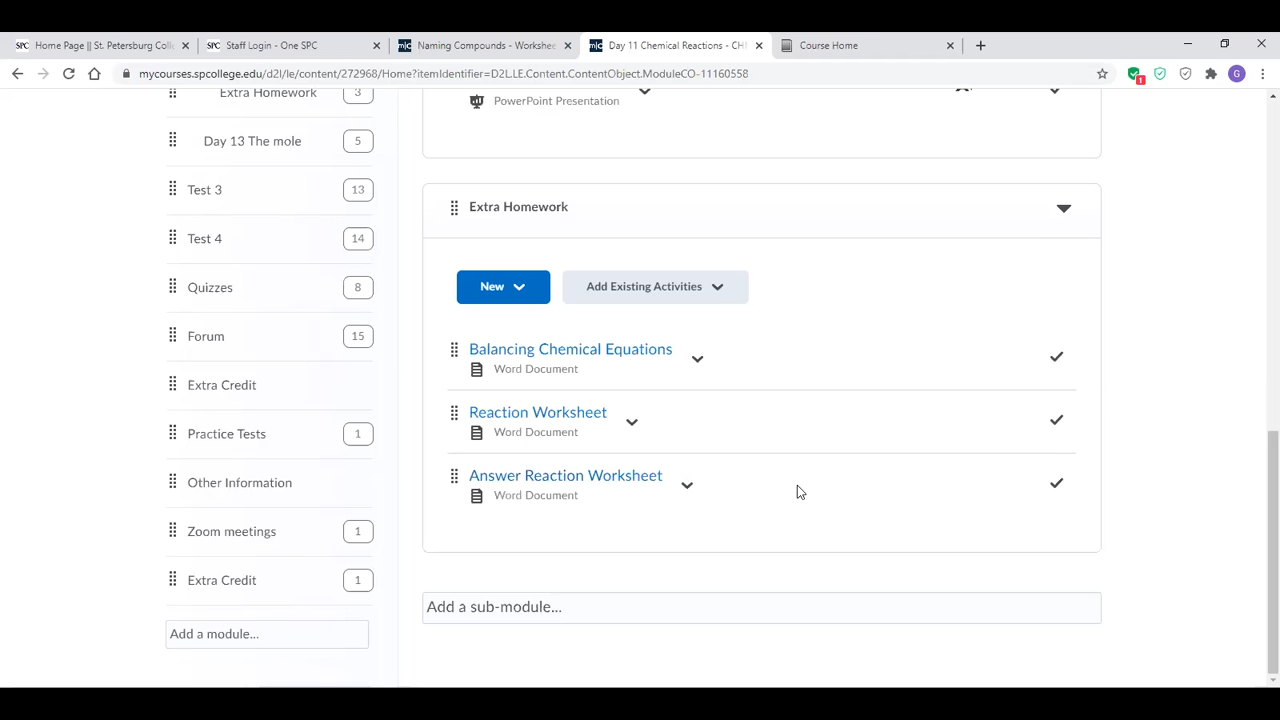 Home Page || St. Petersburg Coll
Staff Login - One SPC
Naming Compounds - Workshee
Day 11 Chemical Reactions - CHM
Course Home
mycourses.spcollege.edu/d2l/le/content/272968/Home?itemIdentifier=D2L.LE.Content.ContentObject.ModuleCO-11160558
1
G
Extra Homework 3
Day 13 The mole 5
Test 3 13
Test 4 14
Quizzes 8
Forum 15
Extra Credit
Practice Tests 1
Other Information
Zoom meetings 1
Extra Credit 1
Add a module...
PowerPoint Presentation
Extra Homework
New
Add Existing Activities
Balancing Chemical Equations
Word Document
Reaction Worksheet
Word Document
Answer Reaction Worksheet
Word Document
Add a sub-module...